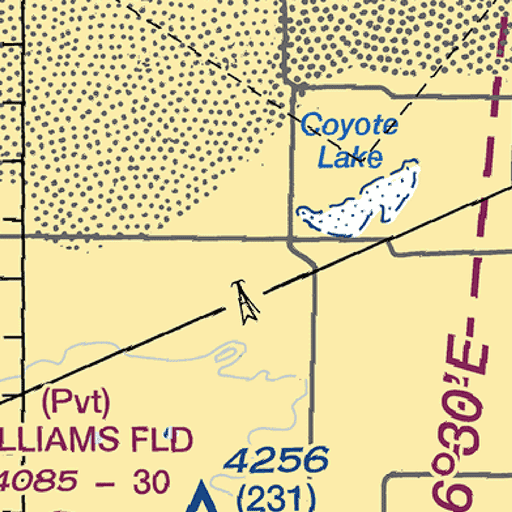 Coyote
Lake
(Pvt)
LLIAMS FLD
4085 - 30
4256
(231)
6°30'E